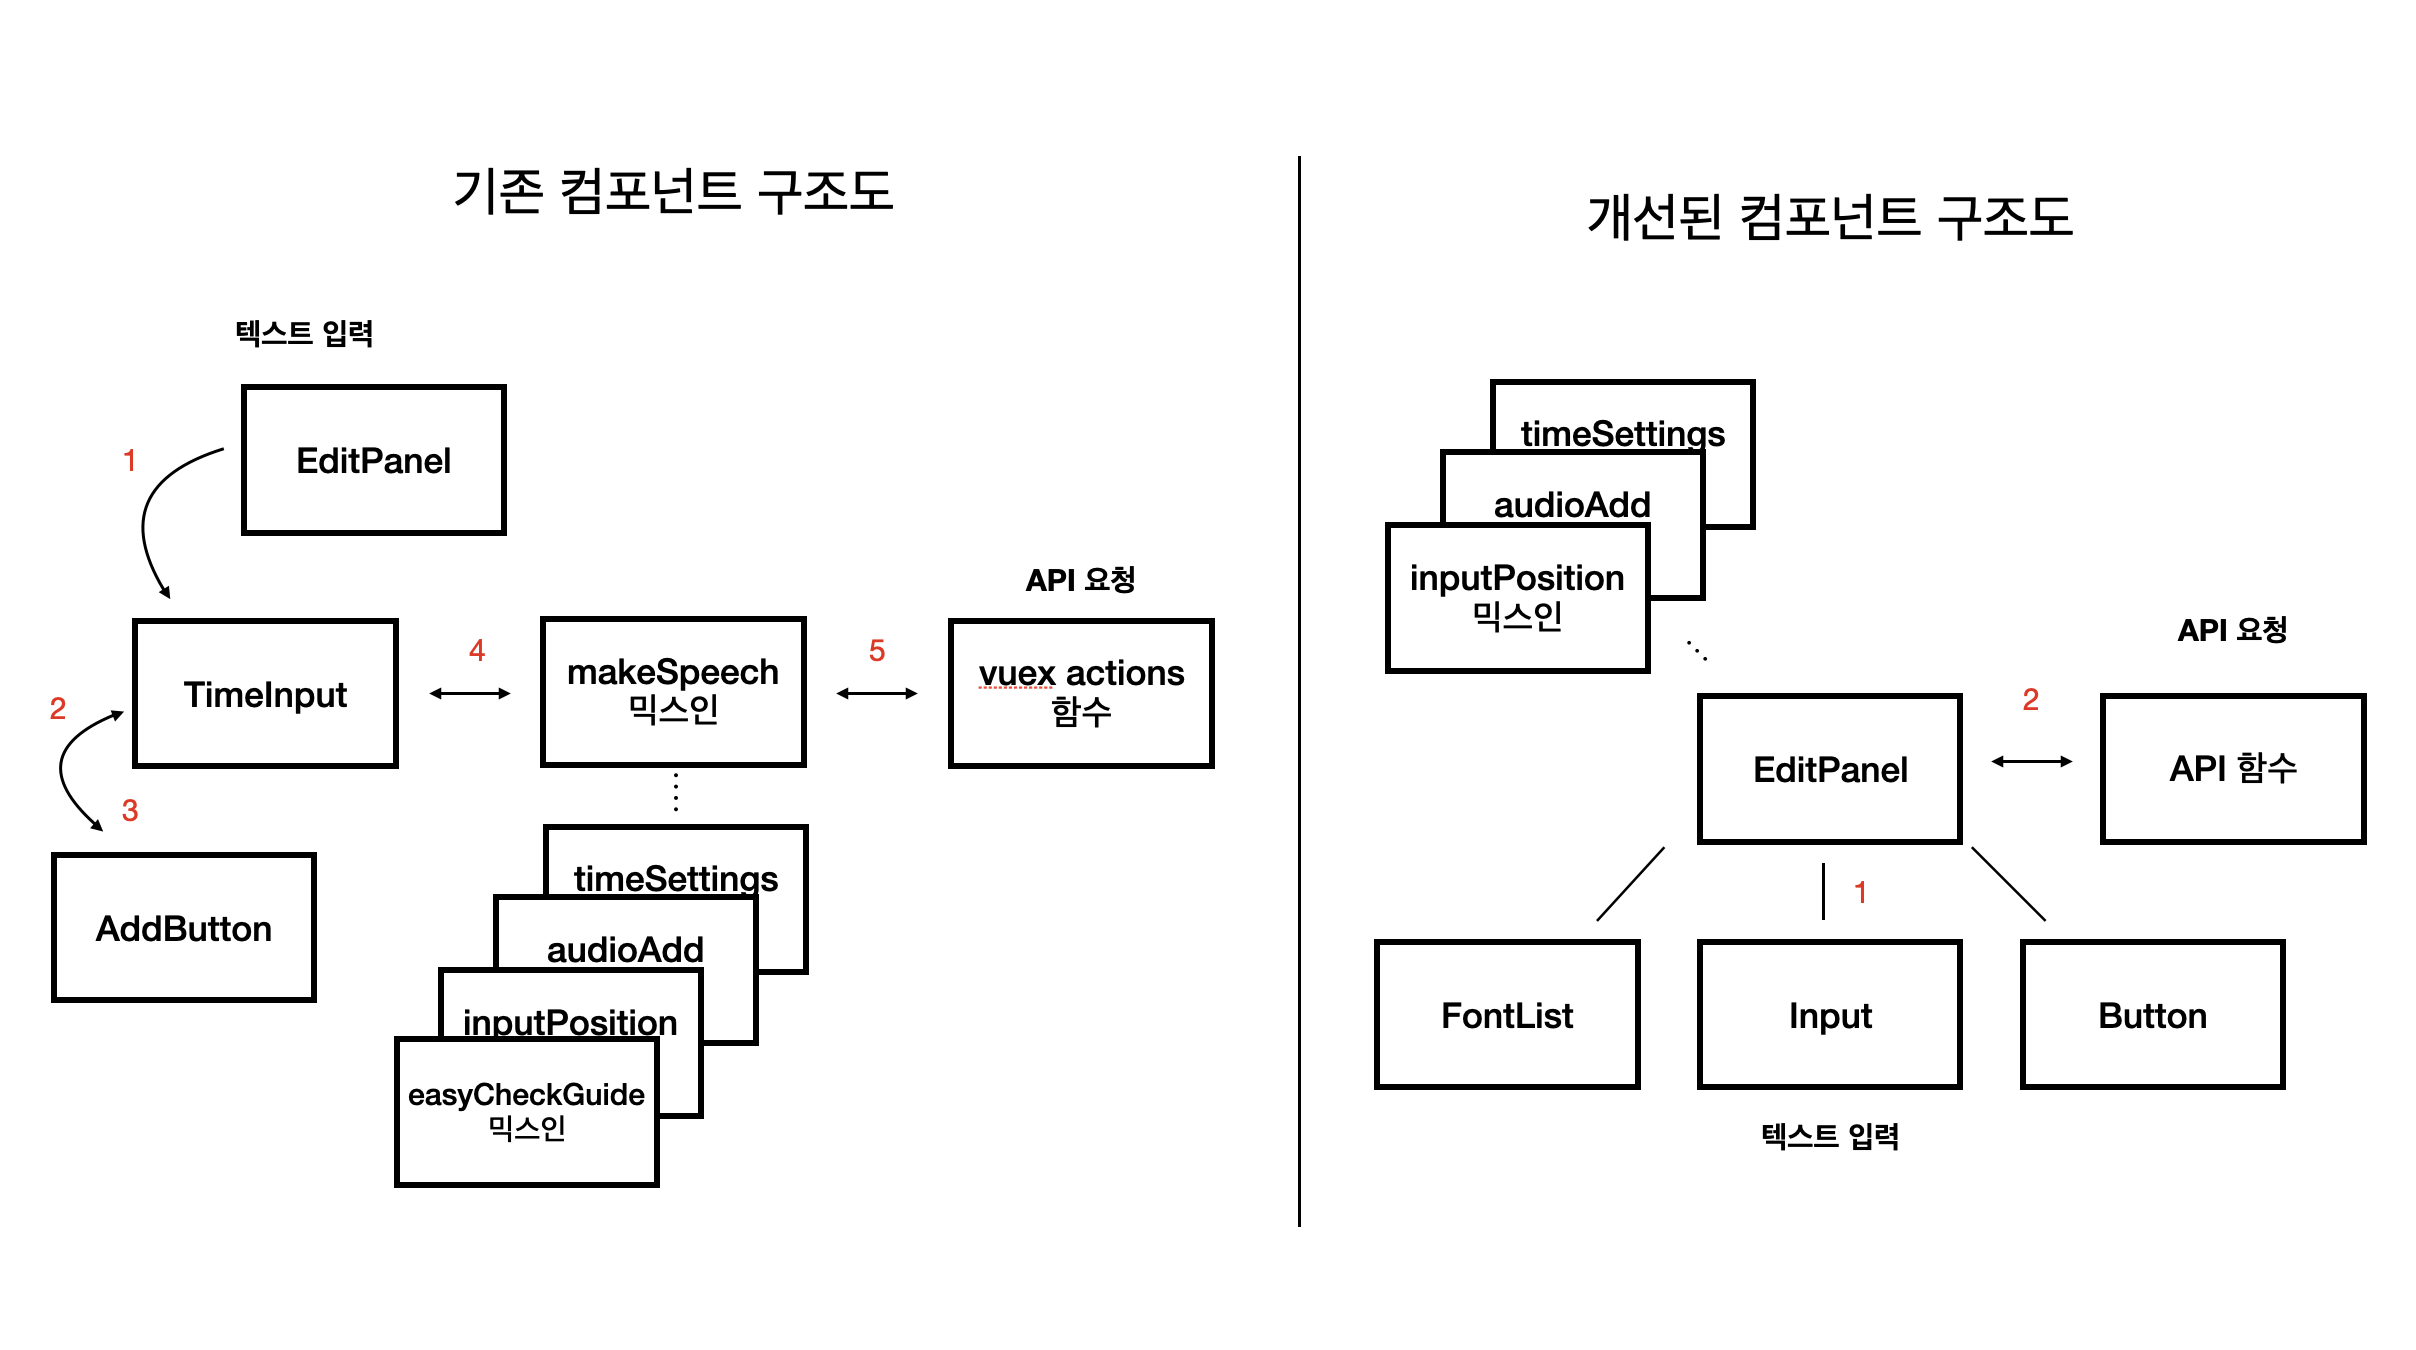 기존 컴포넌트 구조도
텍스트 입력
EditPanel
1
TimeInput
2
3
AddButton
4
makeSpeech
믹스인
5
API 요청
vuex actions
함수
timeSettings
audioAdd
inputPosition
easyCheckGuide
믹스인
개선된 컴포넌트 구조도
timeSettings
audioAdd
inputPosition
믹스인
EditPanel
2
API 요청
API 함수
1
FontList
Input
Button
텍스트 입력